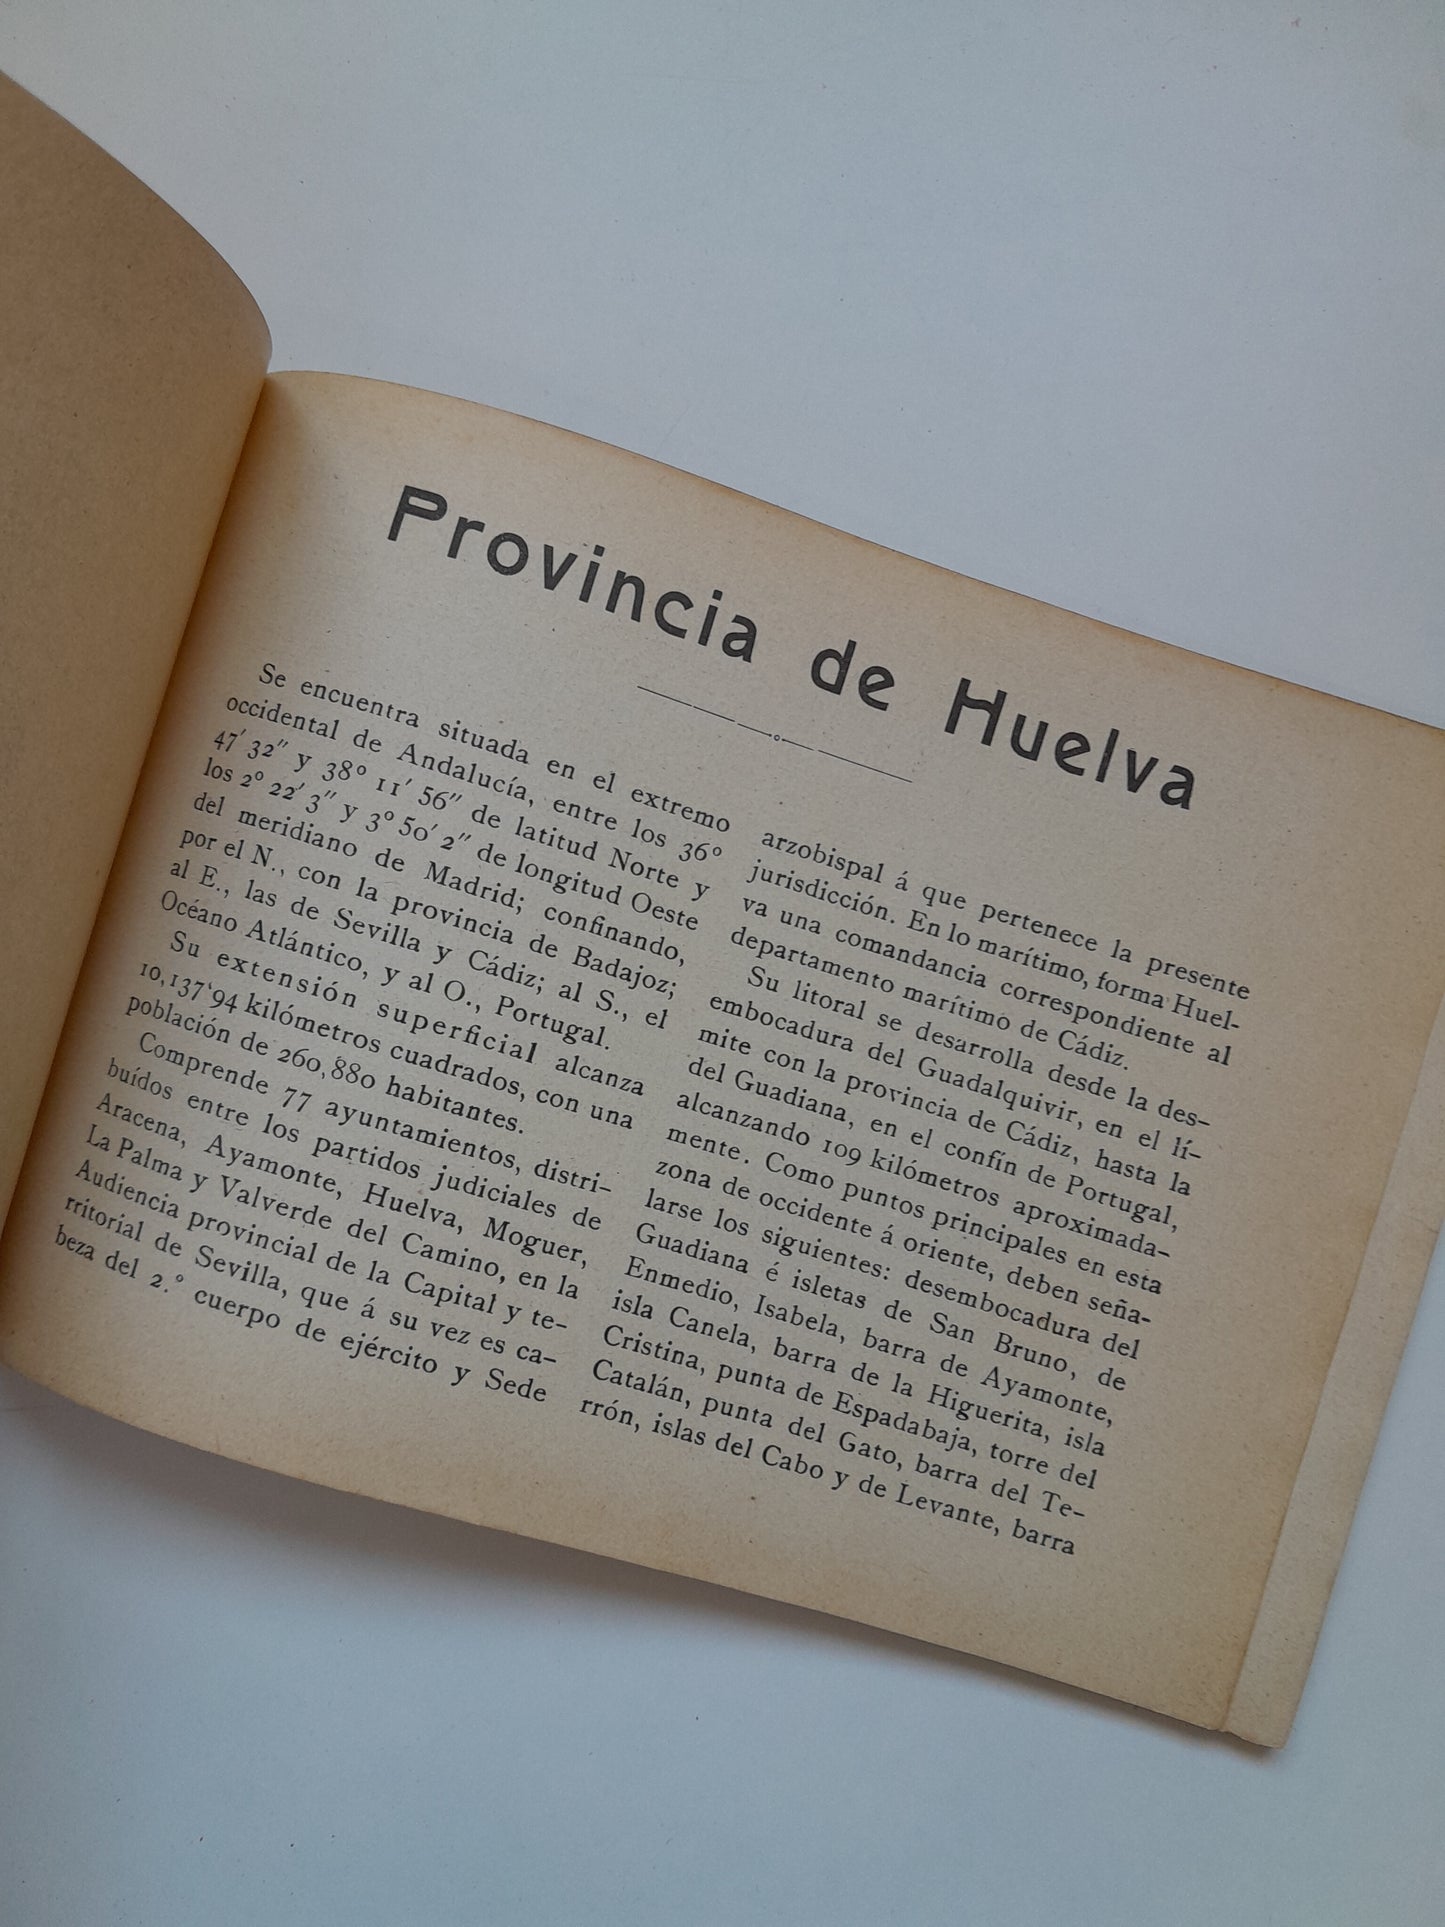 Provincia de Huelva
Se encuentra situada en el extremo
occidental de Andalucía, entre los 36°
47′ 32″ y 38° 11′ 56″ de latitud Norte y
los 2° 22′ 3″ y 3° 50′ 2″ de longitud Oeste
del meridiano de Madrid; confinando,
por el N., con la provincia de Badajoz;
al E., las de Sevilla y Cádiz; al S., el
Océano Atlántico, y al O., Portugal.
Su extensión superficial alcanza
10,137‘94 kilómetros cuadrados, con una
población de 260,880 habitantes.
Comprende 77 ayuntamientos, distri-
buídos entre los partidos judiciales de
Aracena, Ayamonte, Huelva, Moguer,
La Palma y Valverde del Camino, en la
Audiencia provincial de la Capital y te-
rritorial de Sevilla, que á su vez es ca-
beza del 2.° cuerpo de ejército y Sede
arzobispal á que pertenece la presente
jurisdicción. En lo marítimo, forma Huel-
va una comandancia correspondiente al
departamento marítimo de Cádiz.
Su litoral se desarrolla desde la des-
embocadura del Guadalquivir, en el lí-
mite con la provincia de Cádiz, hasta la
del Guadiana, en el confín de Portugal,
alcanzando 109 kilómetros aproximada-
mente. Como puntos principales en esta
zona de occidente á oriente, deben seña-
larse los siguientes: desembocadura del
Guadiana é isletas de San Bruno, de
Enmedio, Isabela, barra de Ayamonte,
isla Canela, barra de la Higuerita, isla
Cristina, punta de Espadabaja, torre del
Catalán, punta del Gato, barra del Te-
rrón, islas del Cabo y de Levante, barra